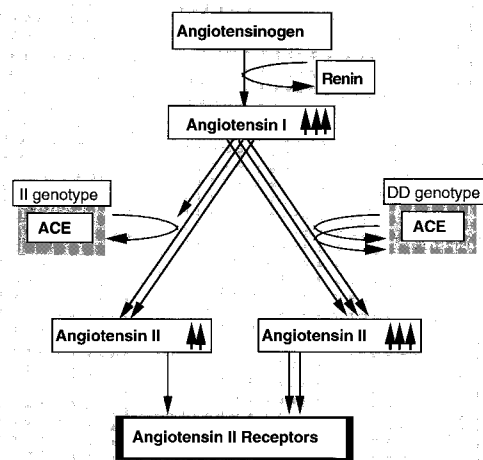 Angiotensinogen
Renin
Angiotensin I
II genotype
DD genotype
ACE
ACE
Angiotensin II
Angiotensin II
Angiotensin II Receptors